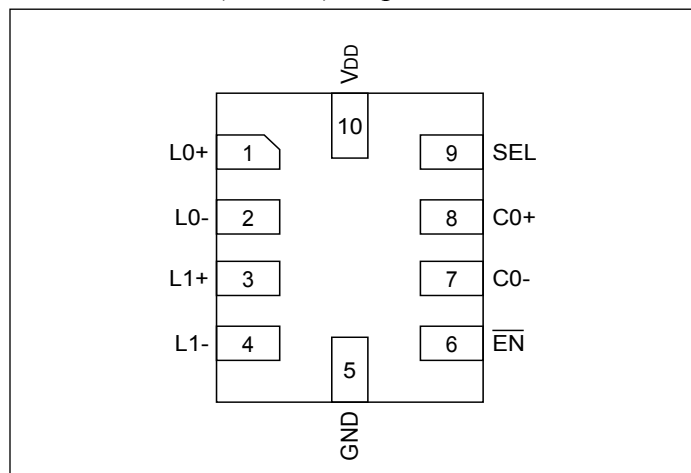 VDD
10
L0+ 1 9 SEL
L0- 2 8 C0+
L1+ 3 7 C0-
L1- 4 6 E̅N̅
5
GND